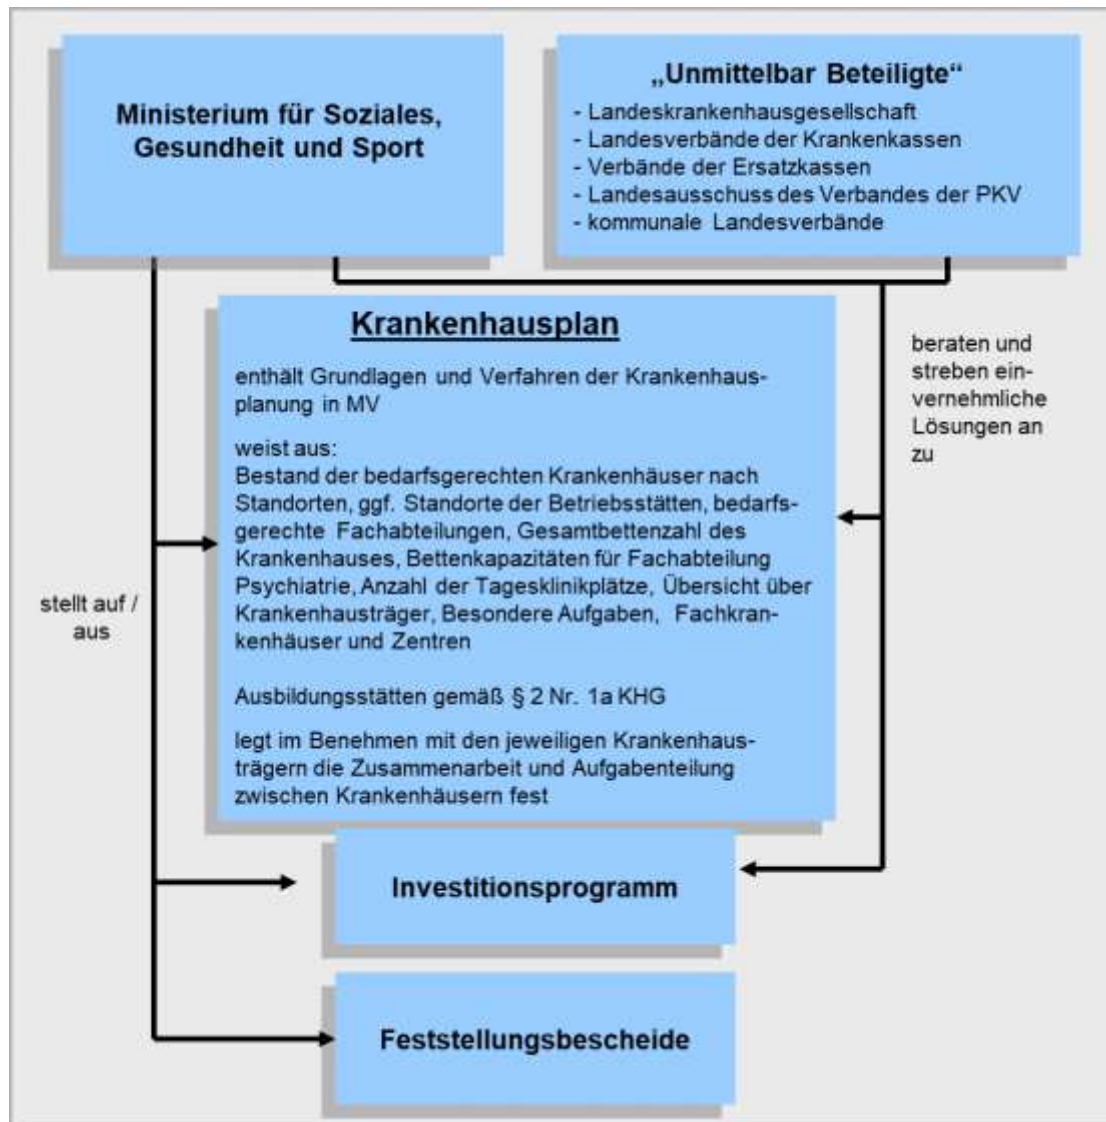 Ministerium für Soziales,
Gesundheit und Sport
„Unmittelbar Beteiligte“
- Landeskrankenhausgesellschaft
- Landesverbände der Krankenkassen
- Verbände der Ersatzkassen
- Landesausschuss des Verbandes der PKV
- kommunale Landesverbände
Krankenhausplan
enthält Grundlagen und Verfahren der Krankenhaus-
planung in MV
weist aus:
Bestand der bedarfsgerechten Krankenhäuser nach
Standorten, ggf. Standorte der Betriebsstätten, bedarfs-
gerechte Fachabteilungen, Gesamtbettenzahl des
Krankenhauses, Bettenkapazitäten für Fachabteilung
Psychiatrie, Anzahl der Tagesklinikplätze, Übersicht über
Krankenhausträger, Besondere Aufgaben, Fachkran-
kenhäuser und Zentren
Ausbildungsstätten gemäß § 2 Nr. 1a KHG
legt im Benehmen mit den jeweiligen Krankenhaus-
trägern die Zusammenarbeit und Aufgabenteilung
zwischen Krankenhäusern fest
beraten und
streben ein-
vernehmliche
Lösungen an
zu
stellt auf /
aus
Investitionsprogramm
Feststellungsbescheide